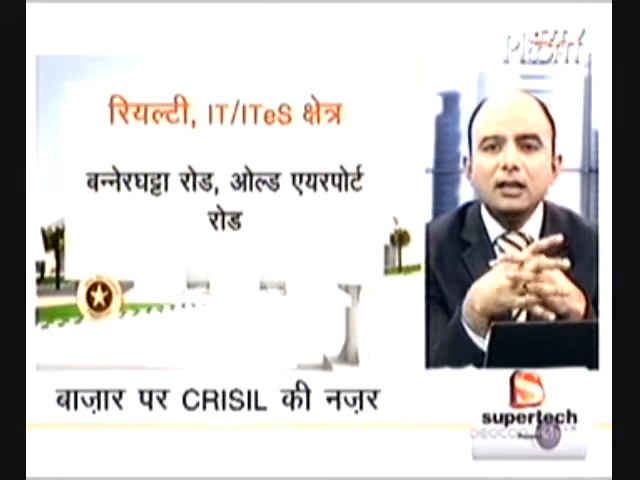 रियल्टी, IT/ITeS क्षेत्र
बन्नेरघट्टा रोड, ओल्ड एयरपोर्ट
रोड
बाज़ार पर CRISIL की नज़र
supertech